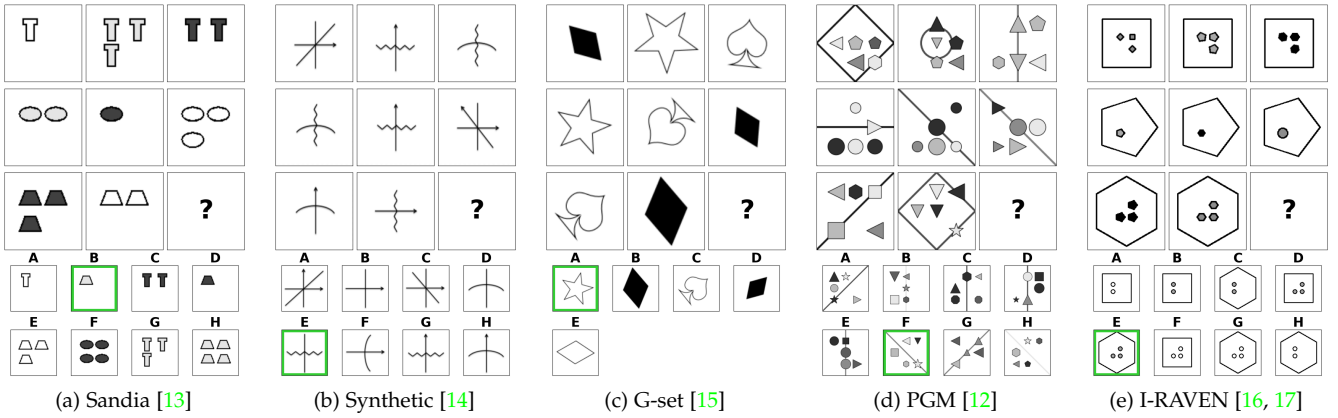 ? ? ? ? ?
A B C D A B C D A B C D A B C D A B C D
E F G H E F G H E E F G H E F G H
(a) Sandia [13] (b) Synthetic [14] (c) G-set [15] (d) PGM [12] (e) I-RAVEN [16, 17]